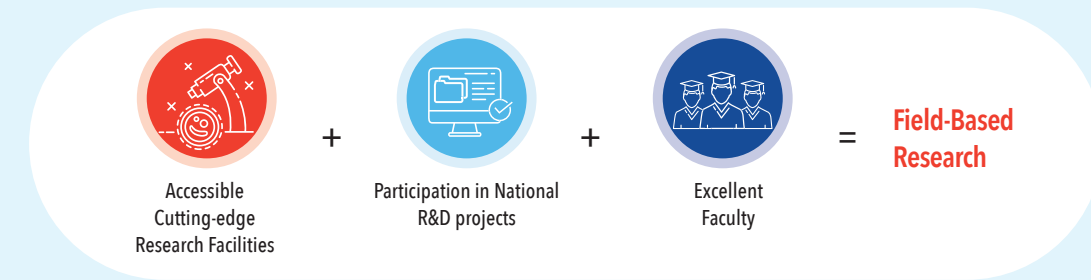 Accessible
Cutting-edge
Research Facilities
+
Participation in National
R&D projects
+
Excellent
Faculty
=
Field-Based
Research